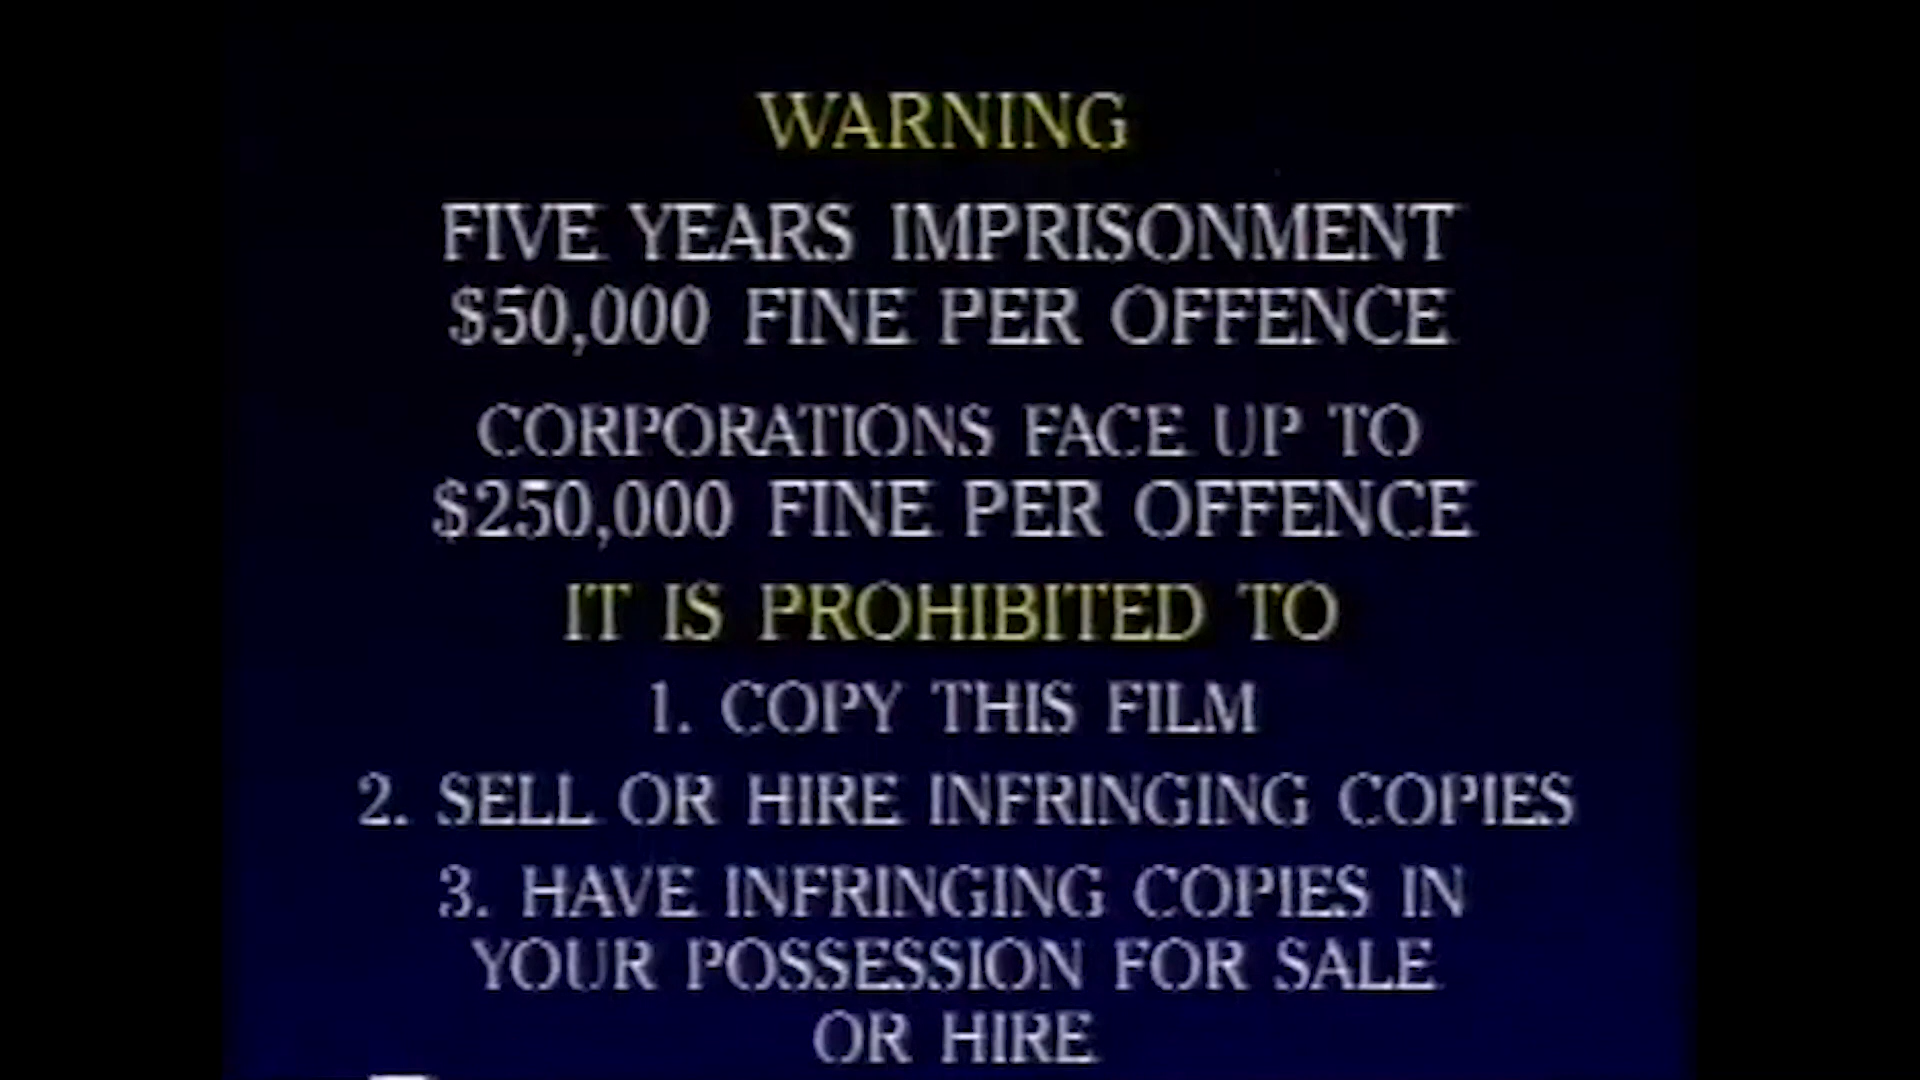 WARNING
FIVE YEARS IMPRISONMENT
$50,000 FINE PER OFFENCE
CORPORATIONS FACE UP TO
$250,000 FINE PER OFFENCE
IT IS PROHIBITED TO
1. COPY THIS FILM
2. SELL OR HIRE INFRINGING COPIES
3. HAVE INFRINGING COPIES IN
YOUR POSSESSION FOR SALE
OR HIRE